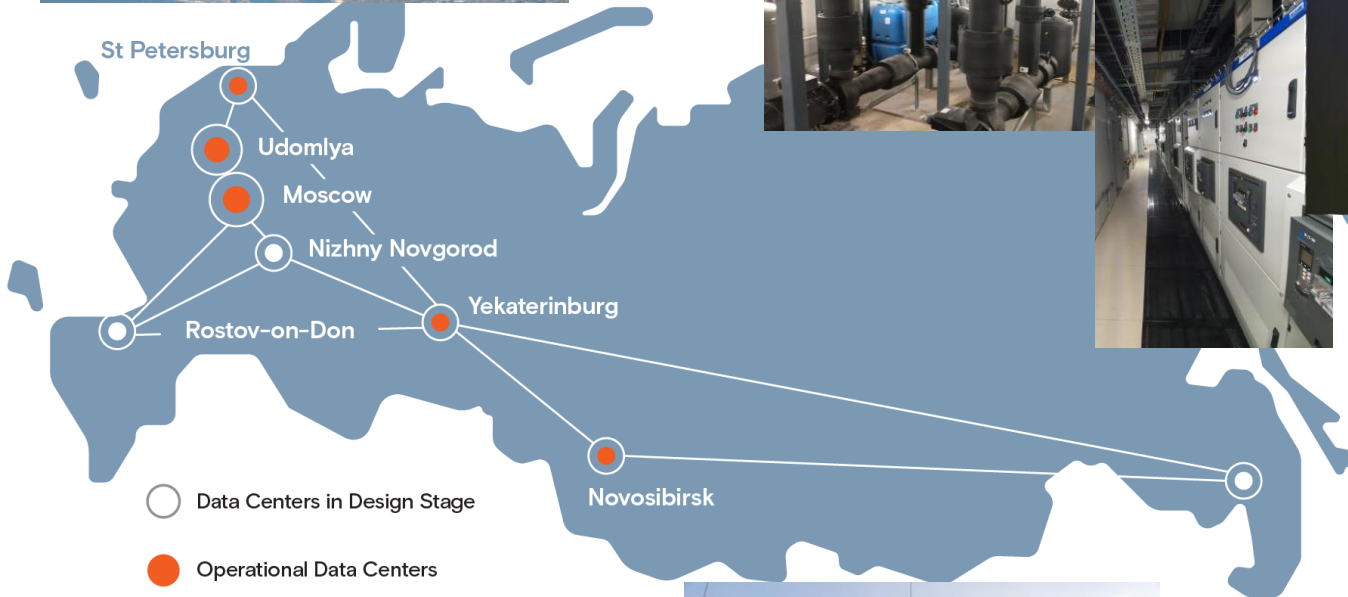 St Petersburg
Udomlya
Moscow
Nizhny Novgorod
Yekaterinburg
Rostov-on-Don
Novosibirsk
Data Centers in Design Stage
Operational Data Centers